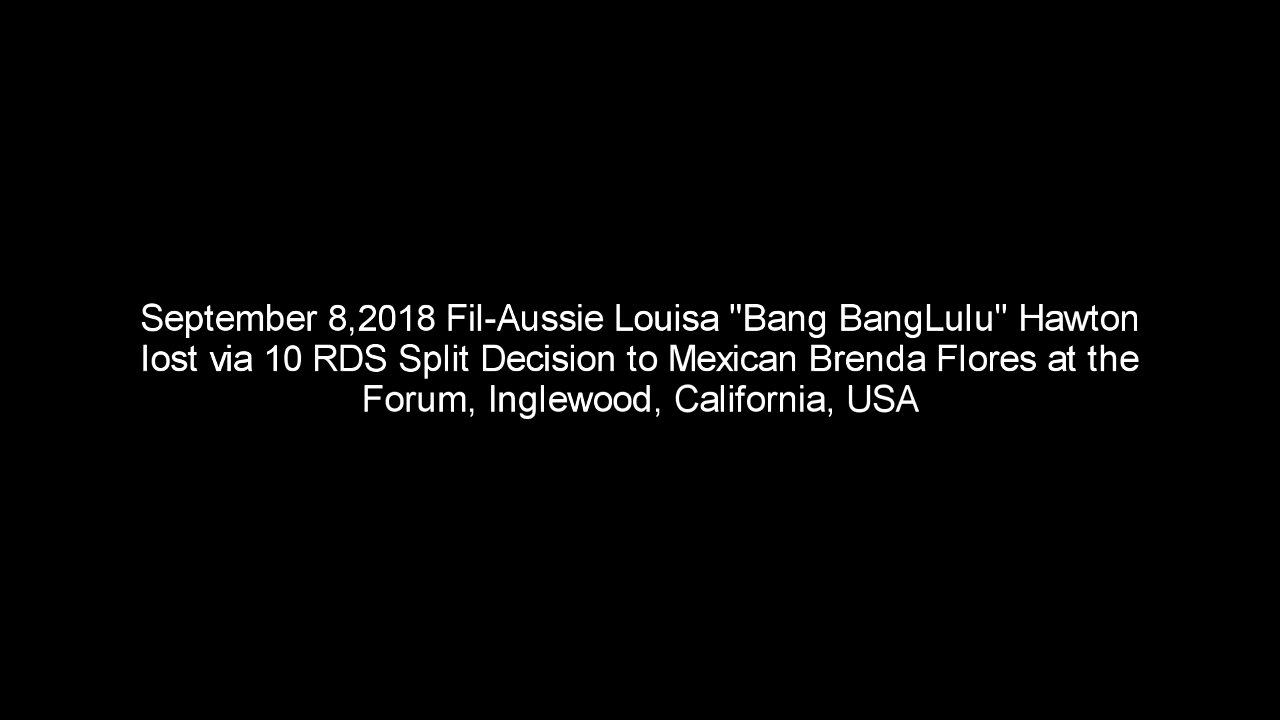 September 8,2018 Fil-Aussie Louisa "Bang BangLulu" Hawton
lost via 10 RDS Split Decision to Mexican Brenda Flores at the
Forum, Inglewood, California, USA